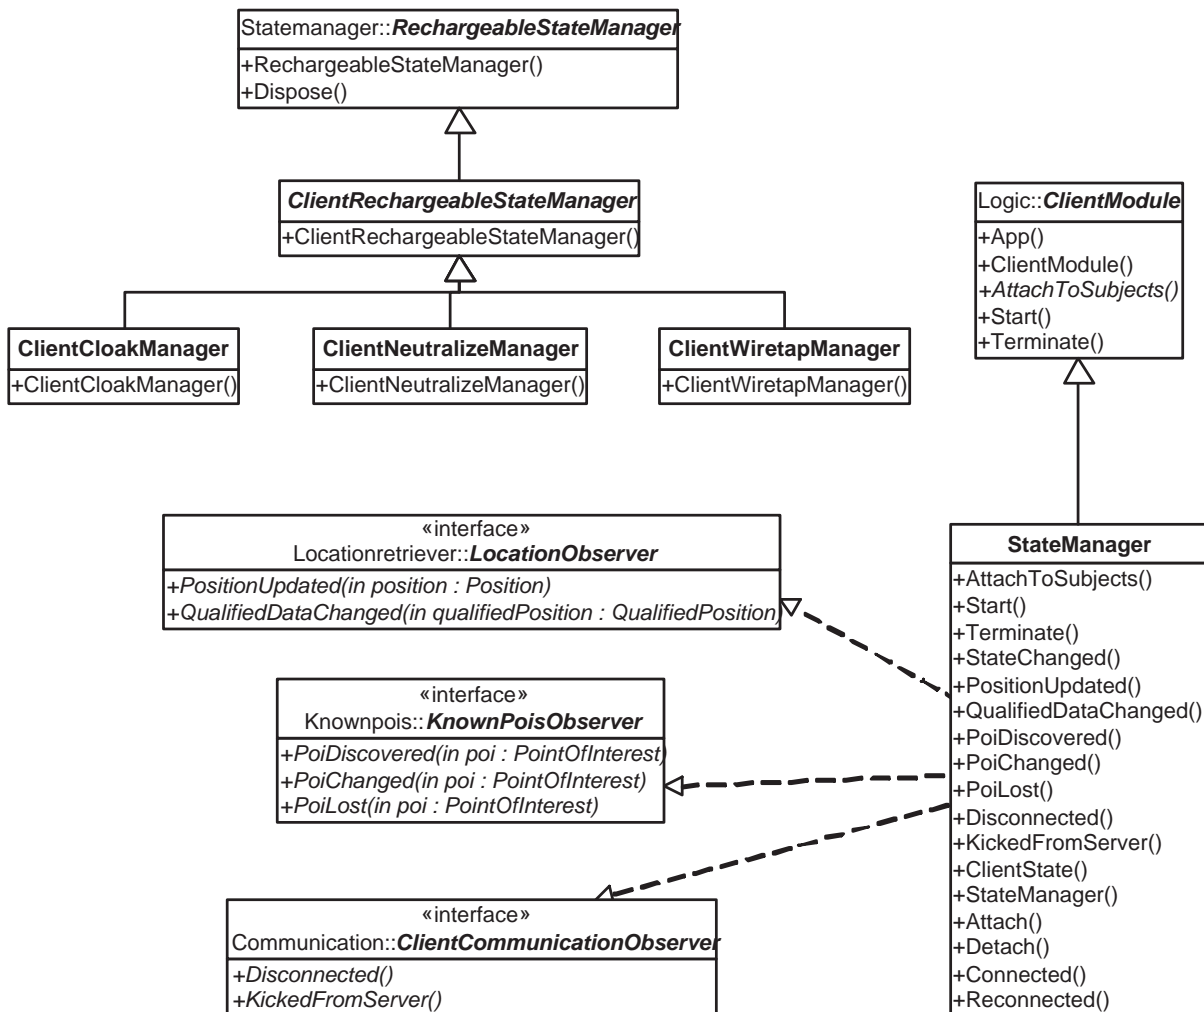 Statemanager::RechargeableStateManager
+RechargeableStateManager()
+Dispose()
ClientRechargeableStateManager
+ClientRechargeableStateManager()
ClientCloakManager
+ClientCloakManager()
ClientNeutralizeManager
+ClientNeutralizeManager()
ClientWiretapManager
+ClientWiretapManager()
Logic::ClientModule
+App()
+ClientModule()
+AttachToSubjects()
+Start()
+Terminate()
«interface»
Locationretriever::LocationObserver
+PositionUpdated(in position : Position)
+QualifiedDataChanged(in qualifiedPosition : QualifiedPosition)
«interface»
Knownpois::KnownPoisObserver
+PoiDiscovered(in poi : PointOfInterest)
+PoiChanged(in poi : PointOfInterest)
+PoiLost(in poi : PointOfInterest)
«interface»
Communication::ClientCommunicationObserver
+Disconnected()
+KickedFromServer()
StateManager
+AttachToSubjects()
+Start()
+Terminate()
+StateChanged()
+PositionUpdated()
+QualifiedDataChanged()
+PoiDiscovered()
+PoiChanged()
+PoiLost()
+Disconnected()
+KickedFromServer()
+ClientState()
+StateManager()
+Attach()
+Detach()
+Connected()
+Reconnected()